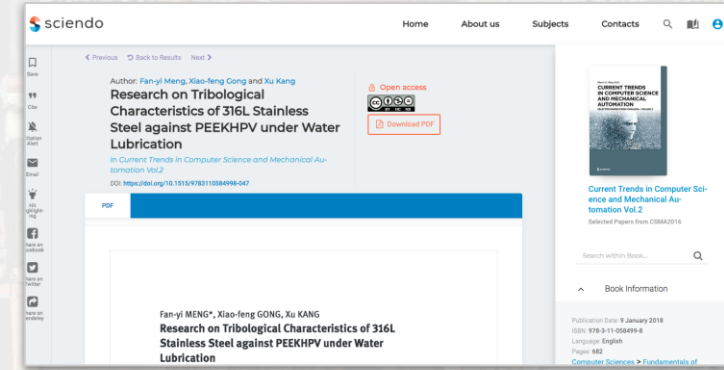 sciendo
Home
About us
Subjects
Contacts
Previous
Back to Results
Next
Save
Cite
Alert
Email
Author: Fan-yi Meng, Xiao-feng Gong and Xu Kang
Research on Tribological
Characteristics of 316L Stainless
Steel against PEEKHPV under Water
Lubrication
in Current Trends in Computer Science and Mechanical Au-
tomation Vol.2
DOI: https://doi.org/10.1515/9783110584998-047
Open access
Download PDF
PDF
Fan-yi MENG*, Xiao-feng GONG, Xu KANG
Research on Tribological Characteristics of 316L
Stainless Steel against PEEKHPV under Water
Lubrication
CURRENT TRENDS
IN COMPUTER SCIENCE
AND MECHANICAL
AUTOMATION
Current Trends in Computer Sci-
ence and Mechanical Au-
tomation Vol.2
Selected Papers from CSMA2016
Search within Book...
Book Information
Publication Date: 9 January 2018
ISBN: 978-3-11-058499-8
Language: English
Pages: 682
Computer Sciences > Fundamentals of